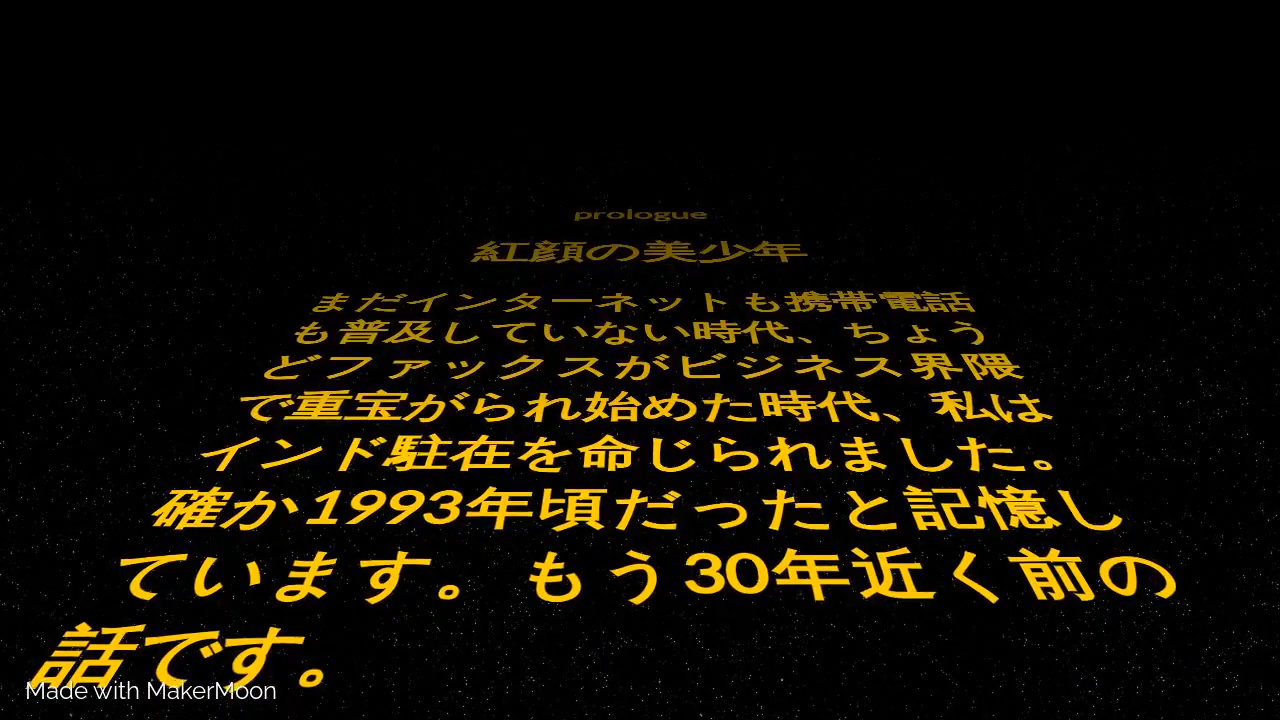 prologue
紅顔の美少年
まだインターネットも携帯電話
も普及していない時代、ちょう
どファックスがビジネス界隈
で重宝がられ始めた時代、私は
インド駐在を命じられました。
確か1993年頃だったと記憶し
ています。もう30年近く前の
話です。
Made with MakerMoon